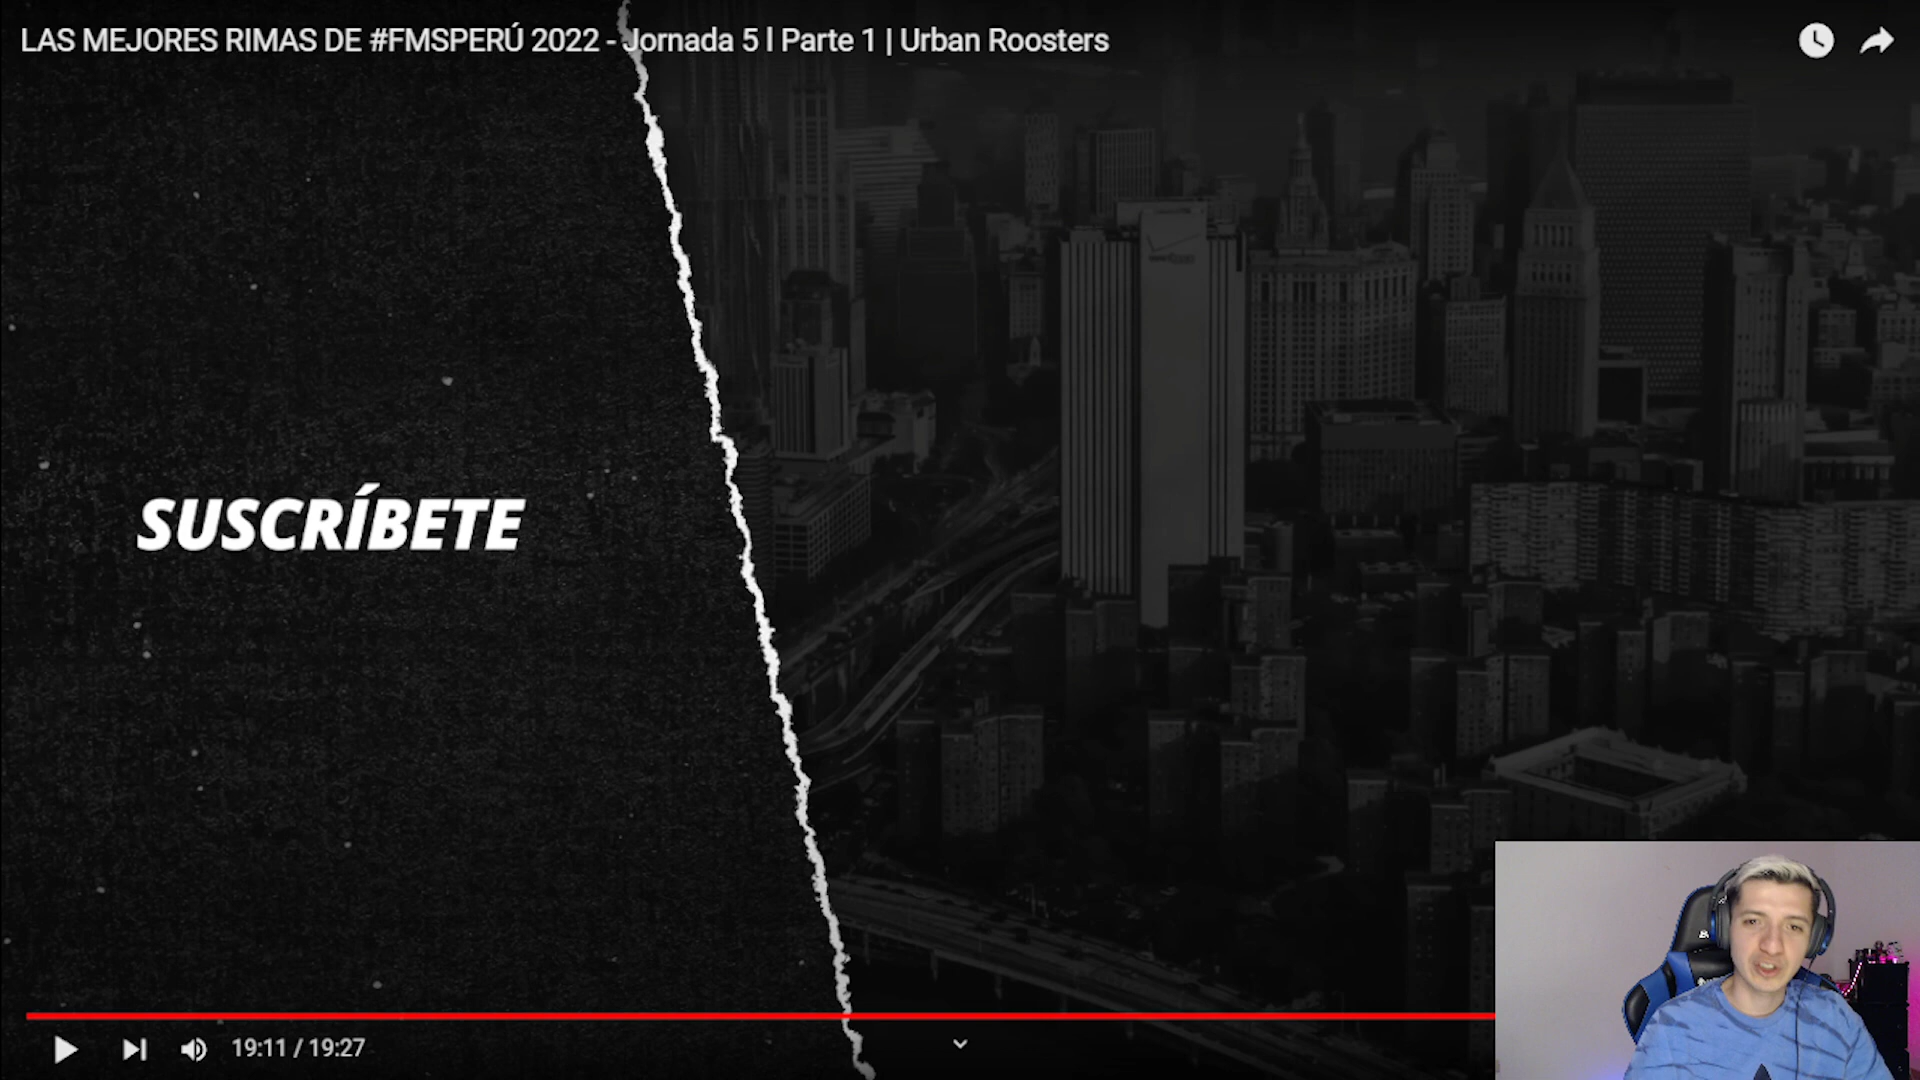 LAS MEJORES RIMAS DE #FMSPERÚ 2022 - Jornada 5 l Parte 1 | Urban Roosters
SUSCRÍBETE
19:11 / 19:27